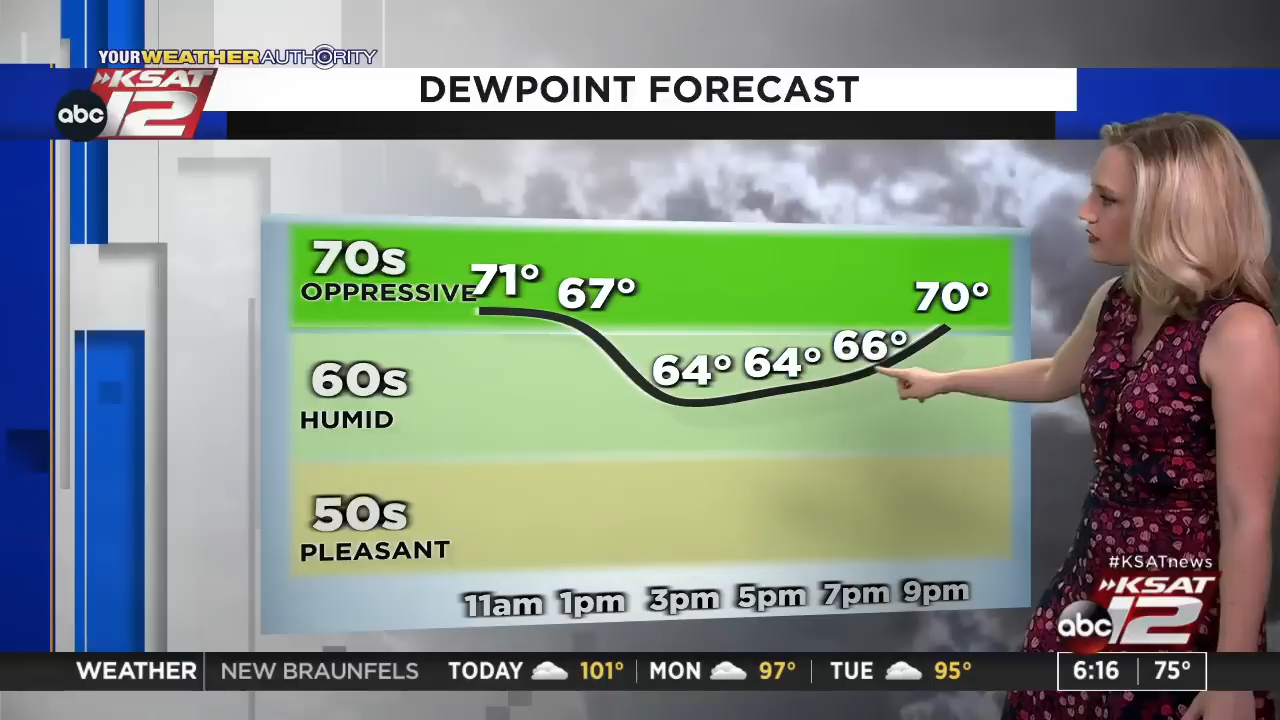 YOUR WEATHER AUTHORITY
KSAT
abc 12
DEWPOINT FORECAST
70s
OPPRESSIVE
71° 67° 70°
60s
HUMID
64° 64° 66°
50s
PLEASANT
11am 1pm 3pm 5pm 7pm 9pm
#KSATnews
KSAT
abc 12
WEATHER NEW BRAUNFELS TODAY 101° MON 97° TUE 95° 6:16 75°